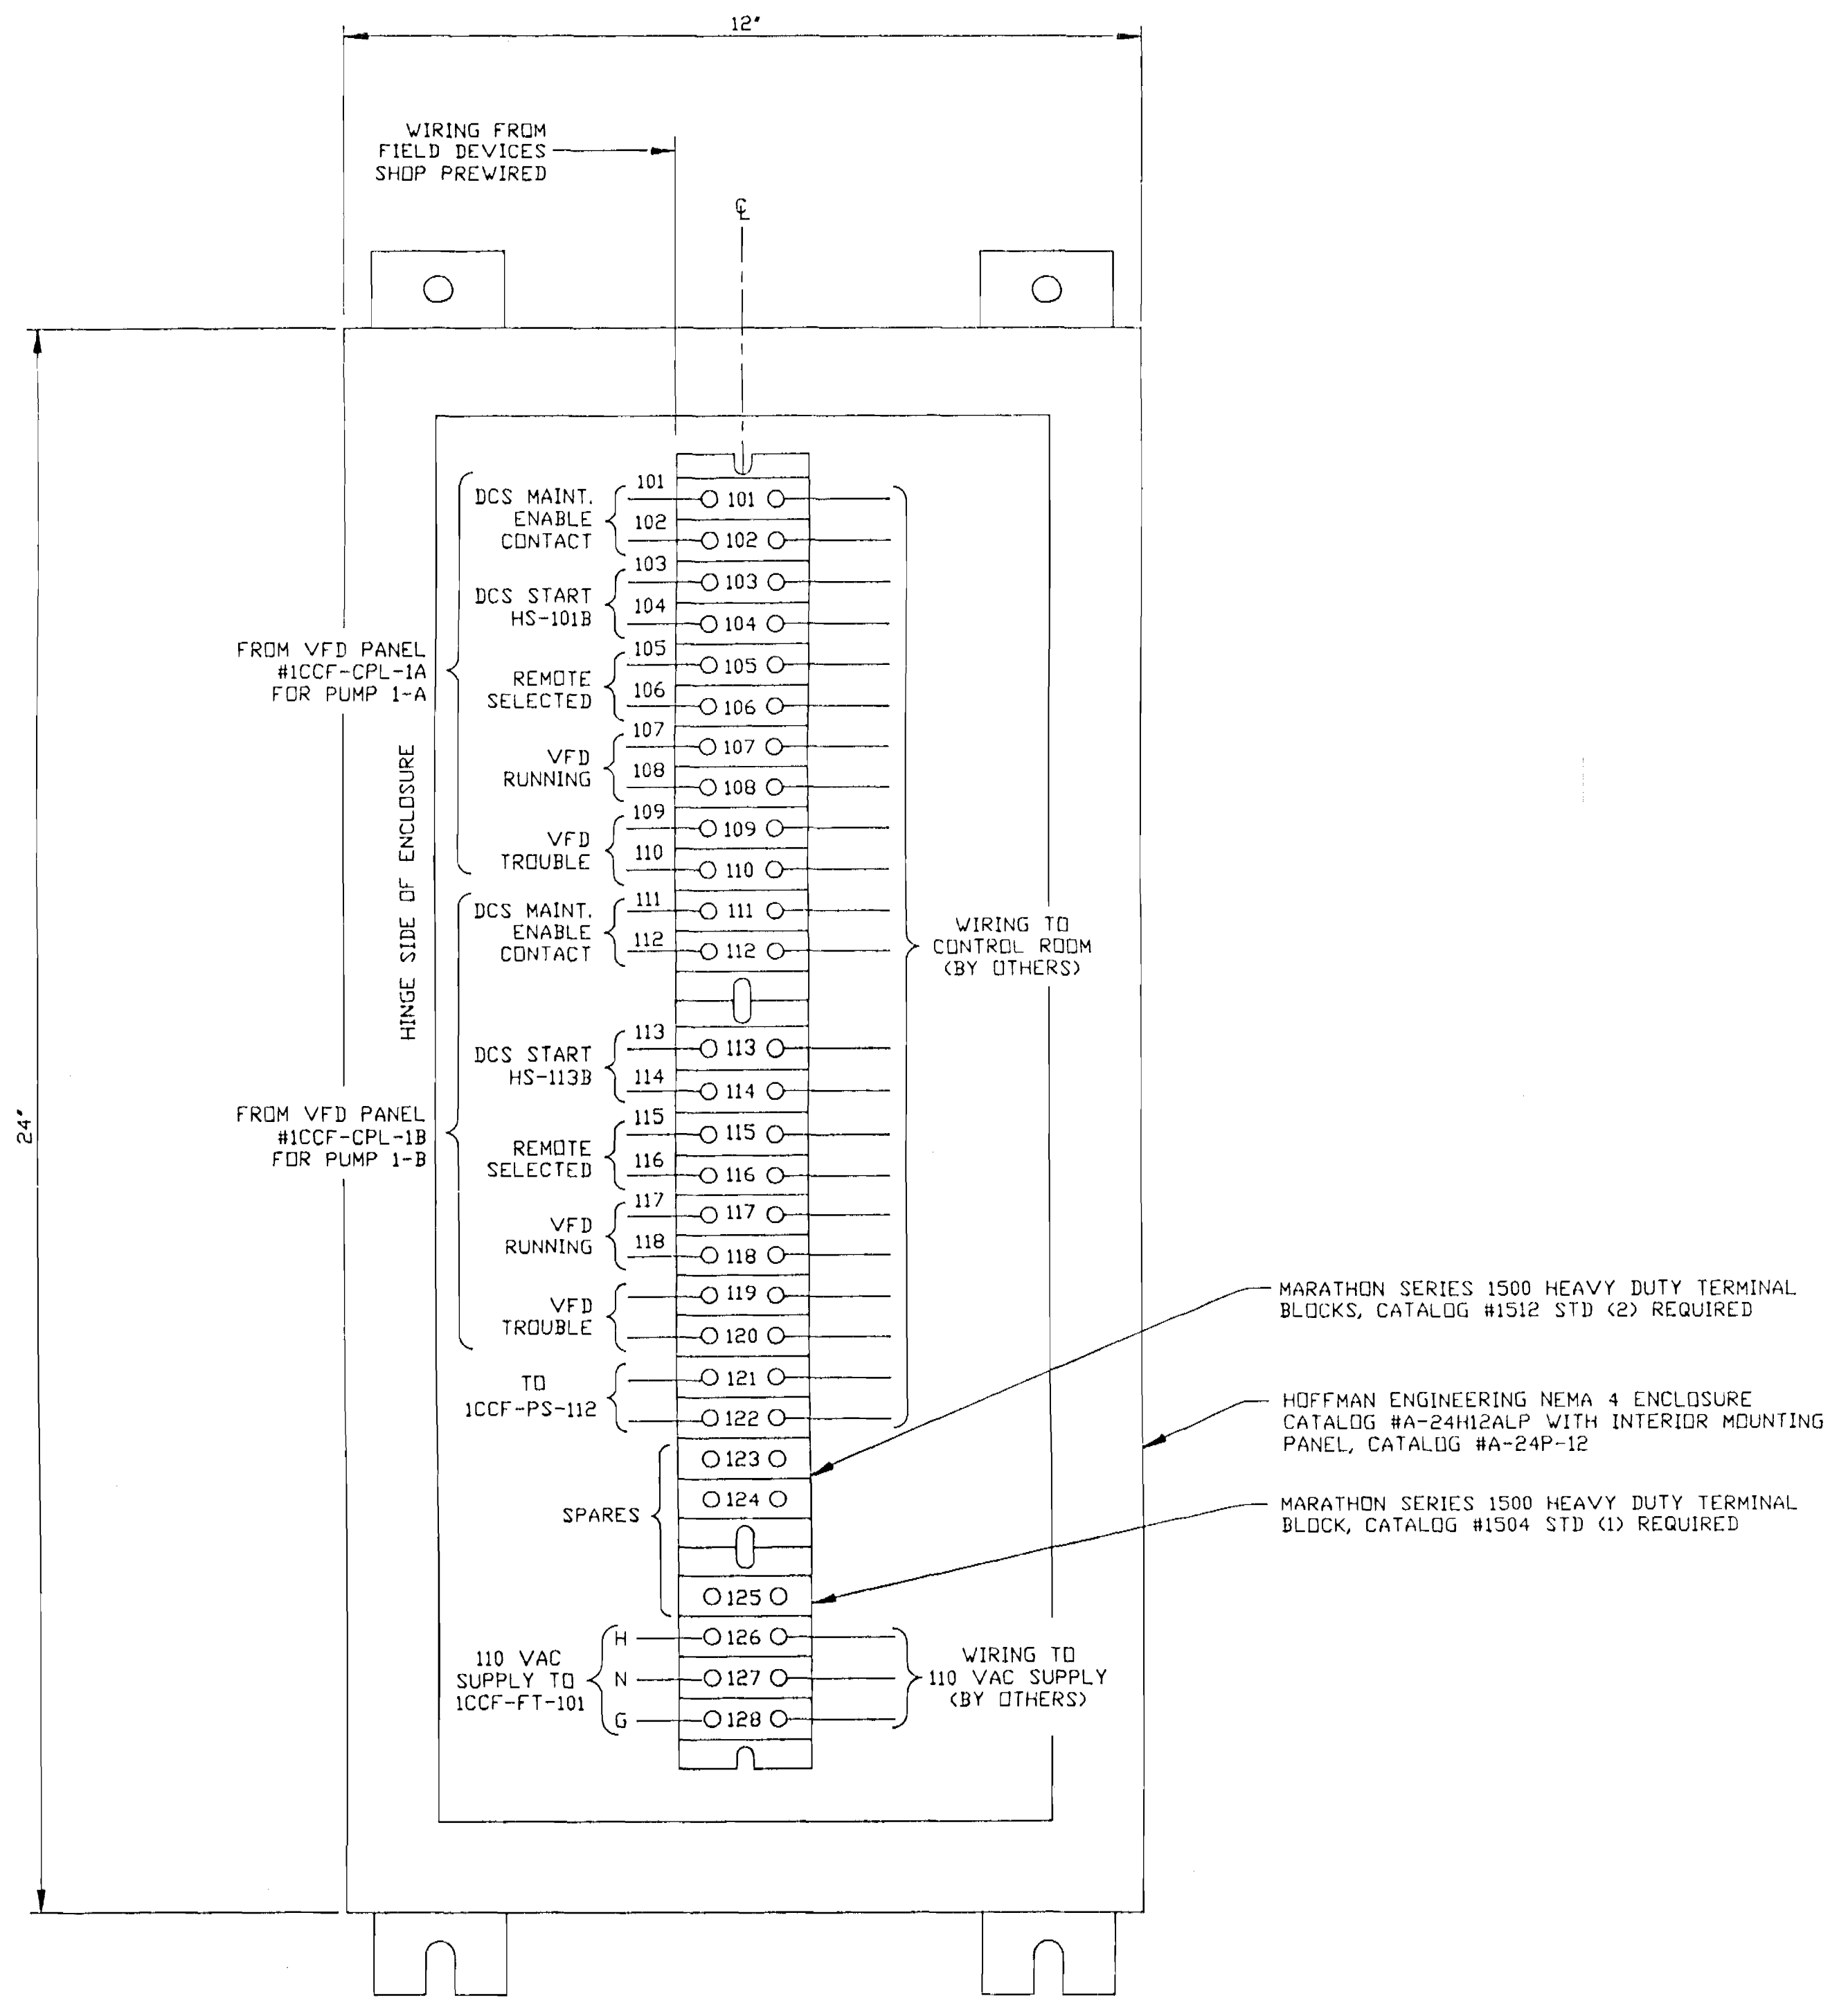 12"
WIRING FROM
FIELD DEVICES
SHOP PREWIRED
℄
24"
HINGE SIDE OF ENCLOSURE
FROM VFD PANEL
#1CCF-CPL-1A
FOR PUMP 1-A
DCS MAINT.
ENABLE
CONTACT
101 101
102 102
DCS START
HS-101B
103 103
104 104
REMOTE
SELECTED
105 105
106 106
VFD
RUNNING
107 107
108 108
VFD
TROUBLE
109 109
110 110
FROM VFD PANEL
#1CCF-CPL-1B
FOR PUMP 1-B
DCS MAINT.
ENABLE
CONTACT
111 111
112 112
DCS START
HS-113B
113 113
114 114
REMOTE
SELECTED
115 115
116 116
VFD
RUNNING
117 117
118 118
VFD
TROUBLE
119
120
TO
1CCF-PS-112
121
122
WIRING TO
CONTROL ROOM
(BY OTHERS)
SPARES
123
124
125
110 VAC
SUPPLY TO
1CCF-FT-101
H 126
N 127
G 128
WIRING TO
110 VAC SUPPLY
(BY OTHERS)
MARATHON SERIES 1500 HEAVY DUTY TERMINAL
BLOCKS, CATALOG #1512 STD (2) REQUIRED
HOFFMAN ENGINEERING NEMA 4 ENCLOSURE
CATALOG #A-24H12ALP WITH INTERIOR MOUNTING
PANEL, CATALOG #A-24P-12
MARATHON SERIES 1500 HEAVY DUTY TERMINAL
BLOCK, CATALOG #1504 STD (1) REQUIRED